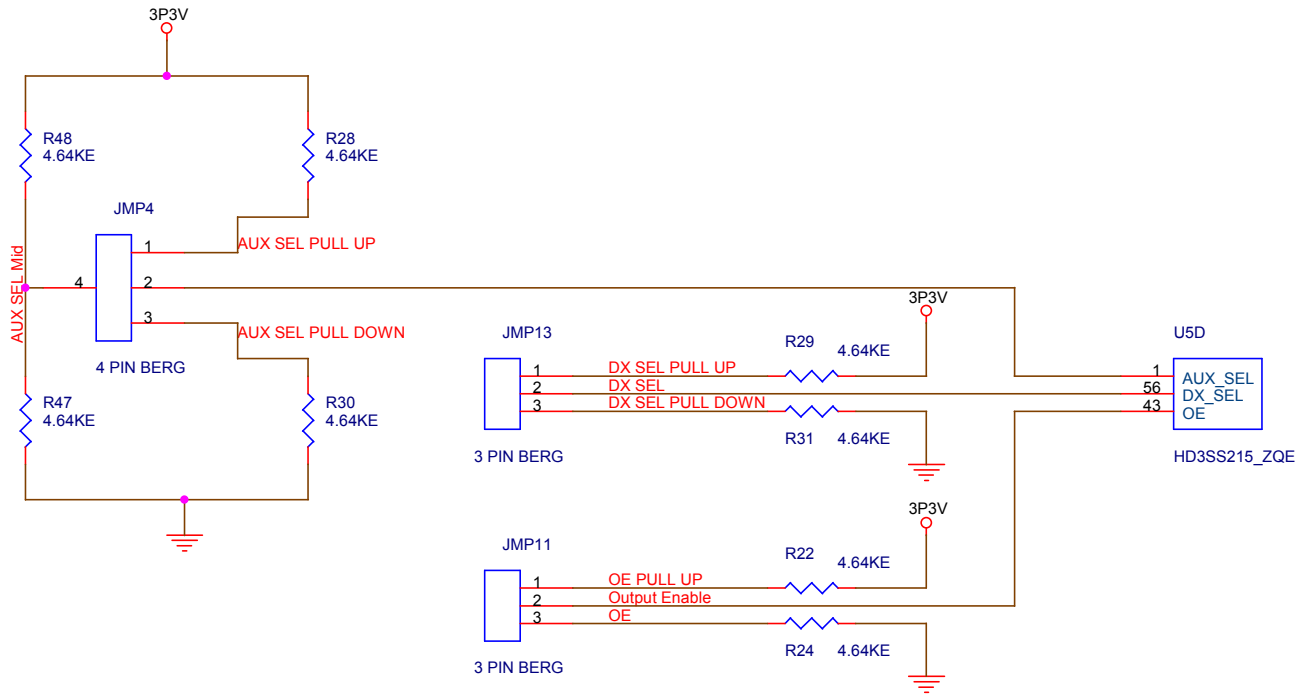 3P3V
R48
4.64KE
R28
4.64KE
JMP4
1
AUX SEL PULL UP
AUX SEL Mid
4
2
3
AUX SEL PULL DOWN
4 PIN BERG
R47
4.64KE
R30
4.64KE
3P3V
JMP13
R29
4.64KE
U5D
1
DX SEL PULL UP
2
DX SEL
3
DX SEL PULL DOWN
1
AUX_SEL
56
DX_SEL
43
OE
R31
4.64KE
3 PIN BERG
HD3SS215_ZQE
3P3V
JMP11
R22
4.64KE
1
OE PULL UP
2
Output Enable
3
OE
R24
4.64KE
3 PIN BERG